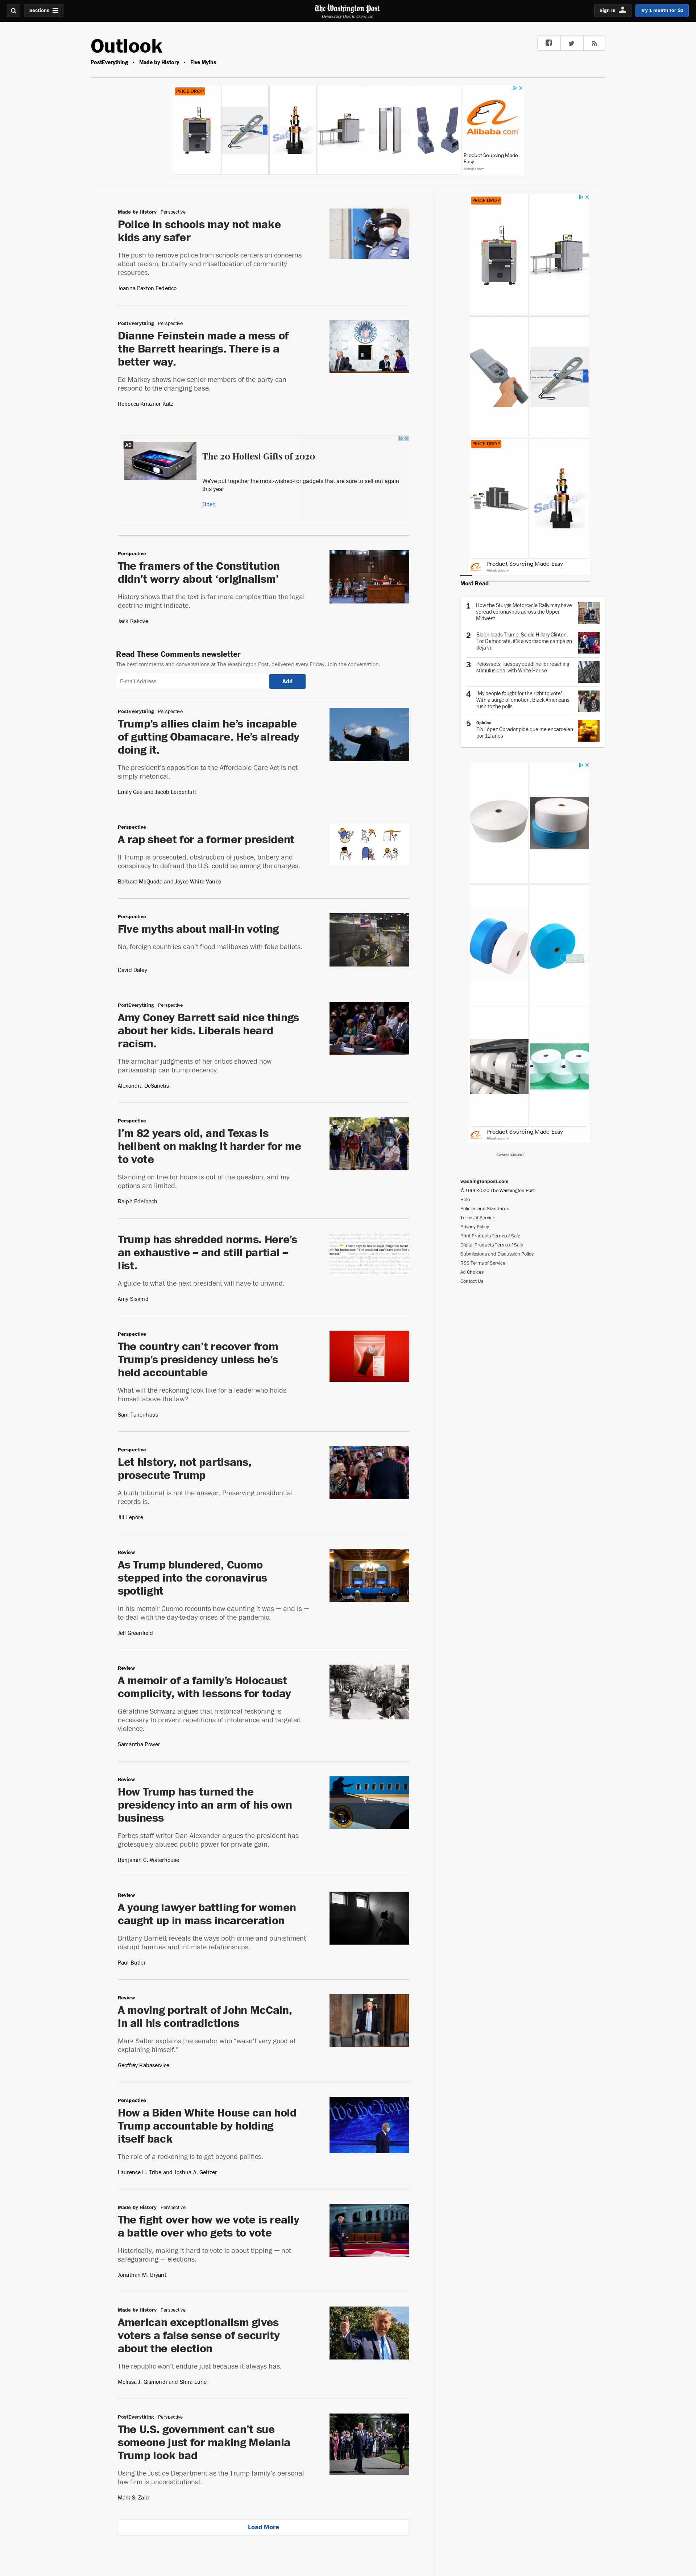 Sections
The Washington Post
Democracy Dies in Darkness
Sign In
Try 1 month for $1
Outlook
PostEverything · Made by History · Five Myths
PRICE DROP
Alibaba.com
Product Sourcing Made
Easy
Alibaba.com
Made by History Perspective
Police in schools may not make
kids any safer
The push to remove police from schools centers on concerns
about racism, brutality and misallocation of community
resources.
Joanna Paxton Federico
PostEverything Perspective
Dianne Feinstein made a mess of
the Barrett hearings. There is a
better way.
Ed Markey shows how senior members of the party can
respond to the changing base.
Rebecca Kirszner Katz
AD
The 20 Hottest Gifts of 2020
We've put together the most-wished-for gadgets that are sure to sell out again
this year
Open
Perspective
The framers of the Constitution
didn't worry about 'originalism'
History shows that the text is far more complex than the legal
doctrine might indicate.
Jack Rakove
Read These Comments newsletter
The best comments and conversations at The Washington Post, delivered every Friday. Join the conversation.
E-mail Address
Add
PostEverything Perspective
Trump's allies claim he's incapable
of gutting Obamacare. He's already
doing it.
The president's opposition to the Affordable Care Act is not
simply rhetorical.
Emily Gee and Jacob Leibenluft
Perspective
A rap sheet for a former president
If Trump is prosecuted, obstruction of justice, bribery and
conspiracy to defraud the U.S. could be among the charges.
Barbara McQuade and Joyce White Vance
Perspective
Five myths about mail-in voting
No, foreign countries can't flood mailboxes with fake ballots.
David Daley
PostEverything Perspective
Amy Coney Barrett said nice things
about her kids. Liberals heard
racism.
The armchair judgments of her critics showed how
partisanship can trump decency.
Alexandra DeSanctis
Perspective
I'm 82 years old, and Texas is
hellbent on making it harder for me
to vote
Standing on line for hours is out of the question, and my
options are limited.
Ralph Edelbach
Trump has shredded norms. Here's
an exhaustive – and still partial –
list.
A guide to what the next president will have to unwind.
Amy Siskind
Perspective
The country can't recover from
Trump's presidency unless he's
held accountable
What will the reckoning look like for a leader who holds
himself above the law?
Sam Tanenhaus
Perspective
Let history, not partisans,
prosecute Trump
A truth tribunal is not the answer. Preserving presidential
records is.
Jill Lepore
Review
As Trump blundered, Cuomo
stepped into the coronavirus
spotlight
In his memoir Cuomo recounts how daunting it was — and is —
to deal with the day-to-day crises of the pandemic.
Jeff Greenfield
Review
A memoir of a family's Holocaust
complicity, with lessons for today
Géraldine Schwarz argues that historical reckoning is
necessary to prevent repetitions of intolerance and targeted
violence.
Samantha Power
Review
How Trump has turned the
presidency into an arm of his own
business
Forbes staff writer Dan Alexander argues the president has
grotesquely abused public power for private gain.
Benjamin C. Waterhouse
Review
A young lawyer battling for women
caught up in mass incarceration
Brittany Barnett reveals the ways both crime and punishment
disrupt families and intimate relationships.
Paul Butler
Review
A moving portrait of John McCain,
in all his contradictions
Mark Salter explains the senator who "wasn't very good at
explaining himself."
Geoffrey Kabaservice
Perspective
How a Biden White House can hold
Trump accountable by holding
itself back
The role of a reckoning is to get beyond politics.
Laurence H. Tribe and Joshua A. Geltzer
We the People
Made by History Perspective
The fight over how we vote is really
a battle over who gets to vote
Historically, making it hard to vote is about tipping — not
safeguarding — elections.
Jonathan M. Bryant
Made by History Perspective
American exceptionalism gives
voters a false sense of security
about the election
The republic won't endure just because it always has.
Melissa J. Gismondi and Shira Lurie
PostEverything Perspective
The U.S. government can't sue
someone just for making Melania
Trump look bad
Using the Justice Department as the Trump family's personal
law firm is unconstitutional.
Mark S. Zaid
Load More
PRICE DROP
PRICE DROP
Product Sourcing Made Easy
Alibaba.com
Most Read
1 How the Sturgis Motorcycle Rally may have
spread coronavirus across the Upper
Midwest
2 Biden leads Trump. So did Hillary Clinton.
For Democrats, it's a worrisome campaign
deja vu
3 Pelosi sets Tuesday deadline for reaching
stimulus deal with White House
4 'My people fought for the right to vote':
With a surge of emotion, Black Americans
rush to the polls
5 Opinion
Pío López Obrador pide que me encarcelen
por 12 años
Product Sourcing Made Easy
Alibaba.com
ADVERTISEMENT
washingtonpost.com
© 1996-2020 The Washington Post
Help
Policies and Standards
Terms of Service
Privacy Policy
Print Products Terms of Sale
Digital Products Terms of Sale
Submissions and Discussion Policy
RSS Terms of Service
Ad Choices
Contact Us